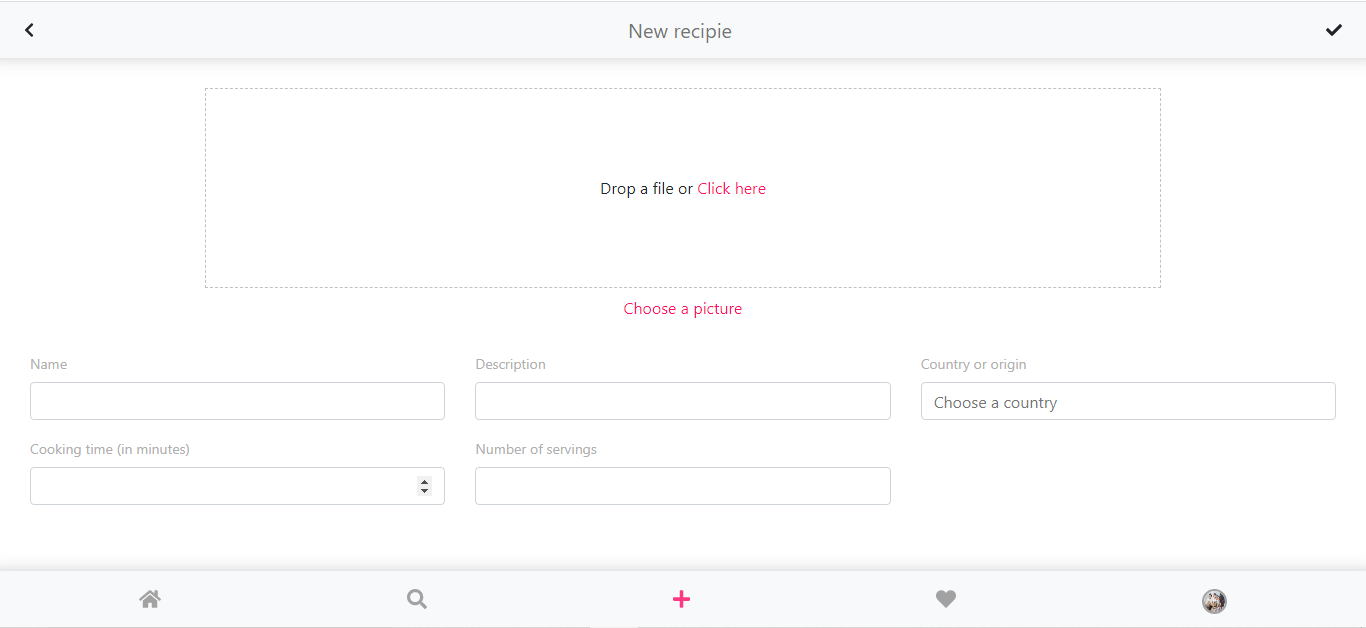 New recipie
Drop a file or Click here
Choose a picture
Name
Description
Country or origin
Choose a country
Cooking time (in minutes)
Number of servings